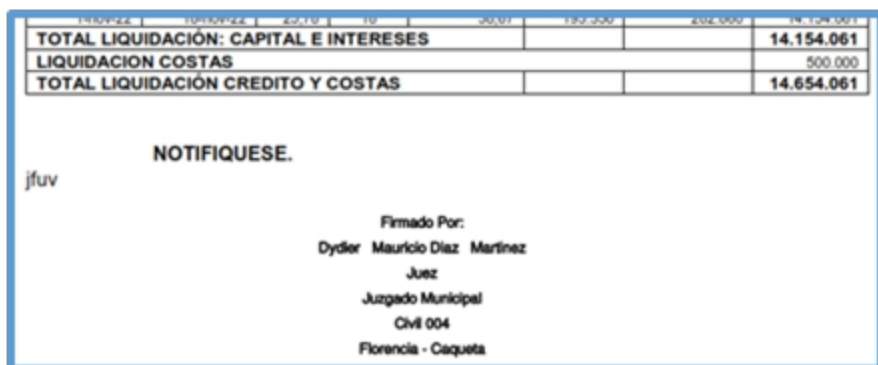 TOTAL LIQUIDACIÓN: CAPITAL E INTERESES 14.154.061
LIQUIDACION COSTAS 500.000
TOTAL LIQUIDACIÓN CREDITO Y COSTAS 14.654.061
NOTIFIQUESE.
jfuv
Firmado Por:
Dydier Mauricio Diaz Martinez
Juez
Juzgado Municipal
Civil 004
Florencia - Caqueta